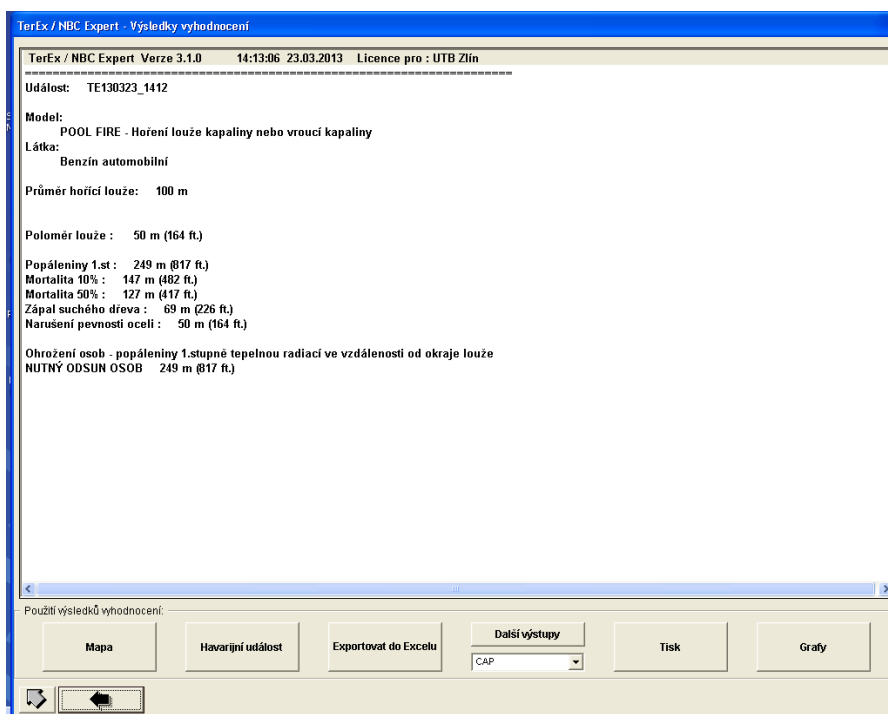 TerEx / NBC Expert - Výsledky vyhodnocení
TerEx / NBC Expert Verze 3.1.0 14:13:06 23.03.2013 Licence pro : UTB Zlín
Událost: TE130323_1412
Model:
POOL FIRE - Hoření louže kapaliny nebo vroucí kapaliny
Látka:
Benzín automobilní
Průměr hořící louže: 100 m
Poloměr louže : 50 m (164 ft.)
Popáleniny 1.st : 249 m (817 ft.)
Mortalita 10% : 147 m (482 ft.)
Mortalita 50% : 127 m (417 ft.)
Zápal suchého dřeva : 69 m (226 ft.)
Narušení pevnosti oceli : 50 m (164 ft.)
Ohrožení osob - popáleniny 1.stupně tepelnou radiací ve vzdálenosti od okraje louže
NUTNÝ ODSUN OSOB 249 m (817 ft.)
Použití výsledků vyhodnocení:
Mapa
Havarijní událost
Exportovat do Excelu
Další výstupy
CAP
Tisk
Grafy